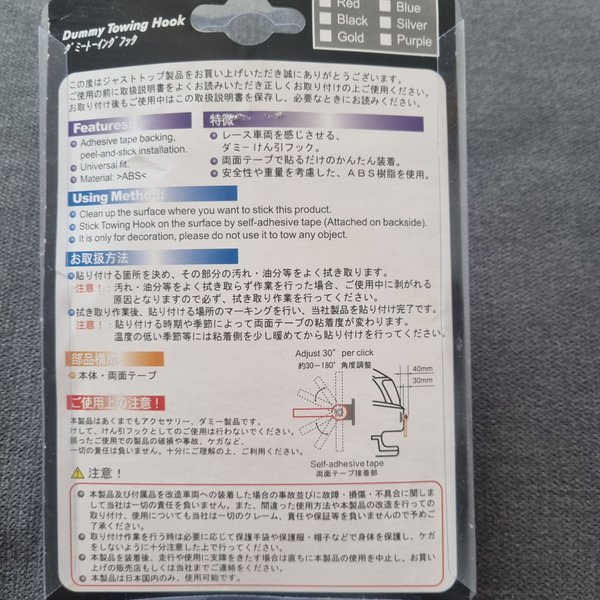 Dummy Towing Hook
ダミートーイングフック
Red
Blue
Black
Silver
Gold
Purple
この度はジャストトップ製品をお買い上げいただき誠にありがとうございます。
ご使用の前に取扱説明書をよくお読みいただき正しくお取り付けの上ご使用ください。
お取り付け後もご使用中はこの取扱説明書を保存し、必要なときにお読みください。
Features:
Adhesive tape backing,
peel-and-stick installation.
Universal fit.
Material: >ABS<
特徴
レース車両を感じさせる、
ダミーけん引フック。
両面テープで貼るだけのかんたん装着。
安全性や重量を考慮した、ABS樹脂を使用。
Using Method:
Clean up the surface where you want to stick this product.
Stick Towing Hook on the surface by self-adhesive tape (Attached on backside).
It is only for decoration, please do not use it to tow any object.
お取扱方法
貼り付ける箇所を決め、その部分の汚れ・油分等をよく拭き取ります。
注意！：汚れ・油分等をよく拭き取らず作業を行った場合、ご使用中に剥がれる
原因となりますので必ず、拭き取り作業を行ってください。
拭き取り作業後、貼り付ける場所のマーキングを行い、当社製品を貼り付け完了です。
注意！：貼り付ける時期や季節によって両面テープの粘着度が変わります。
温度の低い季節等には粘着側を少し暖めてから貼り付けを行ってください。
部品構成
本体・両面テープ
Adjust 30° per click
約30－180° 角度調整
40mm
30mm
Self-adhesive tape
両面テープ接着部
ご使用上の注意！
本製品はあくまでもアクセサリー、ダミー製品です。
けして、けん引フックとしてのご使用は行わないでください。
誤ったご使用での製品の破損や事故、ケガなど、
一切の責任は負いません。十分にご理解の上、ご利用ください。
注意！
本製品及び付属品を改造車両への装着した場合の事故並びに故障・損傷・不具合に関しま
して当社は一切の責任を負いません。また、間違った使用方法や本製品の改造を行っての
取り付け、使用についても当社は一切のクレーム、責任や保証等を負いませんので予めご
了承ください。
取り付け作業を行う時は必要に応じて保護手袋や保護服・帽子などで身体を保護し、ケガ
をしないように十分注意した上で行ってください。
本製品を装着後、走行や使用に支障をきたす場合は直ちに本製品の使用を中止し、お買い
上げの販売店もしくは当社までご連絡をください。
本製品は日本国内のみ、使用可能です。